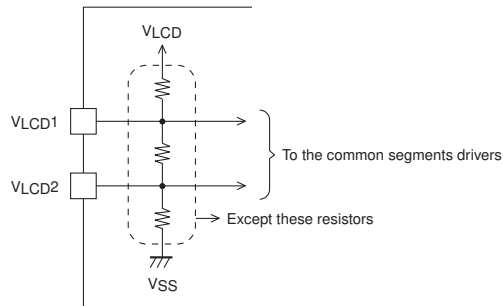 VLCD
VLCD1
To the common segments drivers
VLCD2
Except these resistors
VSS